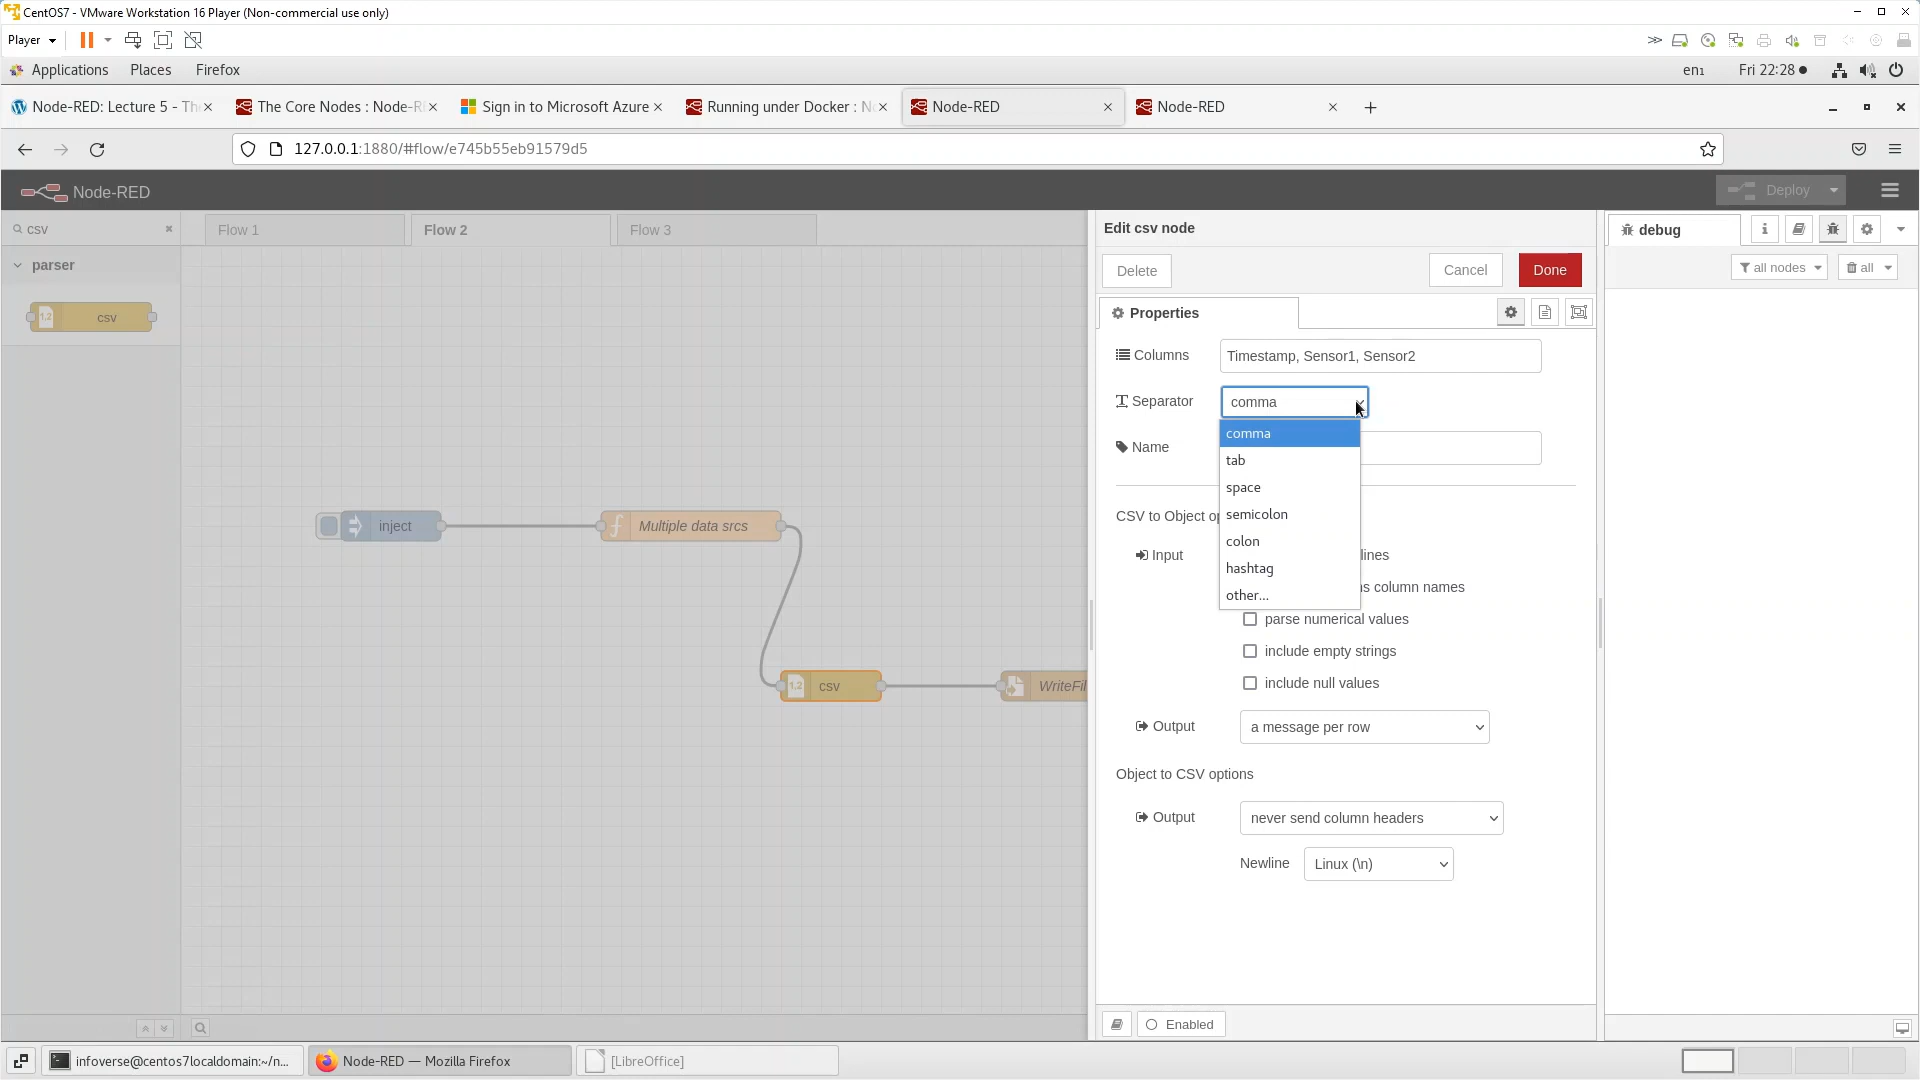 CentOS7 - VMware Workstation 16 Player (Non-commercial use only)
Player
Applications Places Firefox
en1 Fri 22:28
Node-RED: Lecture 5 - Th
The Core Nodes : Node-R
Sign in to Microsoft Azure
Running under Docker : N
Node-RED
Node-RED
127.0.0.1:1880/#flow/e745b55eb91579d5
Node-RED
Deploy
csv
Flow 1
Flow 2
Flow 3
parser
csv
inject
Multiple data srcs
csv
WriteFil
Edit csv node
Delete
Cancel
Done
Properties
Columns
Timestamp, Sensor1, Sensor2
Separator
comma
comma
tab
space
semicolon
colon
hashtag
other...
Name
CSV to Object op
Input
lines
s column names
parse numerical values
include empty strings
include null values
Output
a message per row
Object to CSV options
Output
never send column headers
Newline
Linux (\n)
Enabled
debug
all nodes
all
infoverse@centos7localdomain:~/n...
Node-RED — Mozilla Firefox
[LibreOffice]